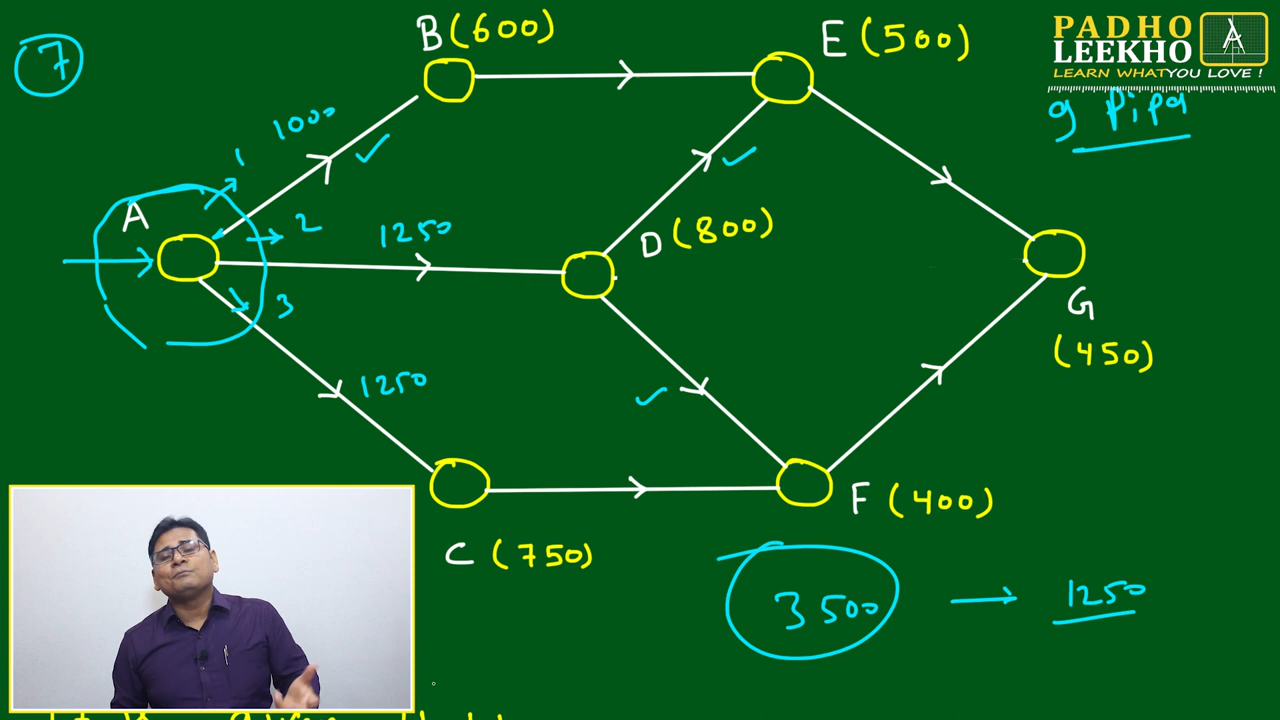 7
B (600)
E (500)
PADHO
LEEKHO
LEARN WHAT YOU LOVE !
9 Pipa
1000
1
A
2
1250
D (800)
3
G
(450)
1250
F (400)
C (750)
3500 → 1250